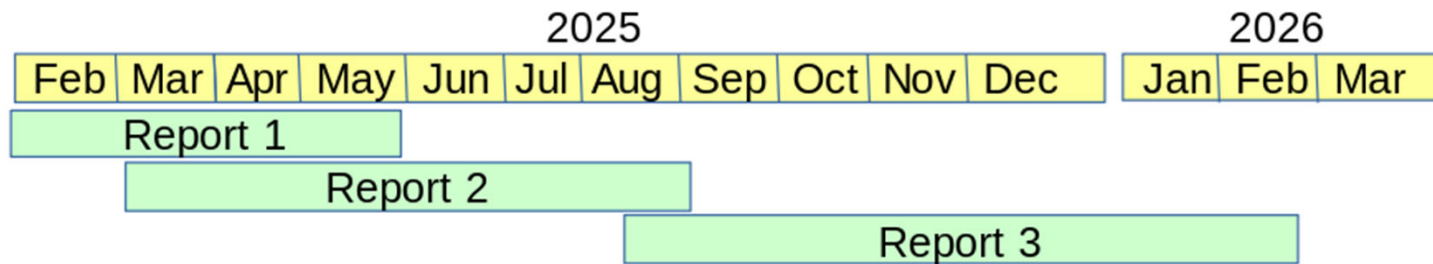 2025 2026
Feb Mar Apr May Jun Jul Aug Sep Oct Nov Dec Jan Feb Mar
Report 1
Report 2
Report 3